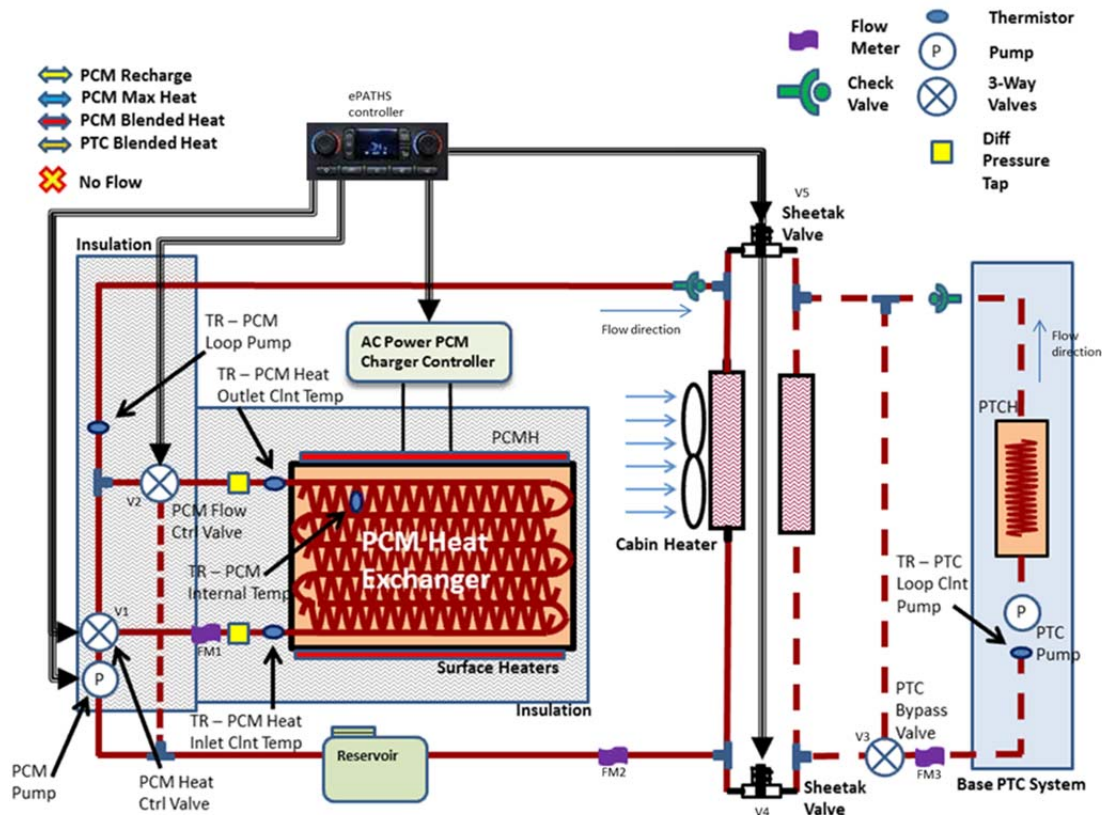 PCM Recharge
PCM Max Heat
PCM Blended Heat
PTC Blended Heat
No Flow
ePATHS
controller
Flow
Meter
Check
Valve
Thermistor
P
Pump
3-Way
Valves
Diff
Pressure
Tap
V5
Sheetak
Valve
Insulation
TR – PCM
Loop Pump
TR – PCM Heat
Outlet Clnt Temp
AC Power PCM
Charger Controller
Flow direction
Flow
direction
PCMH
PTCH
V2
PCM Flow
Ctrl Valve
PCM Heat
Exchanger
Cabin Heater
TR – PCM
Internal Temp
TR – PTC
Loop Clnt
Pump
V1
FM1
P
P
PTC
Pump
Surface Heaters
Insulation
TR – PCM Heat
Inlet Clnt Temp
PTC
Bypass
Valve
V3
PCM
Pump
PCM Heat
Ctrl Valve
Reservoir
FM2
FM3
V4
Sheetak
Valve
Base PTC System